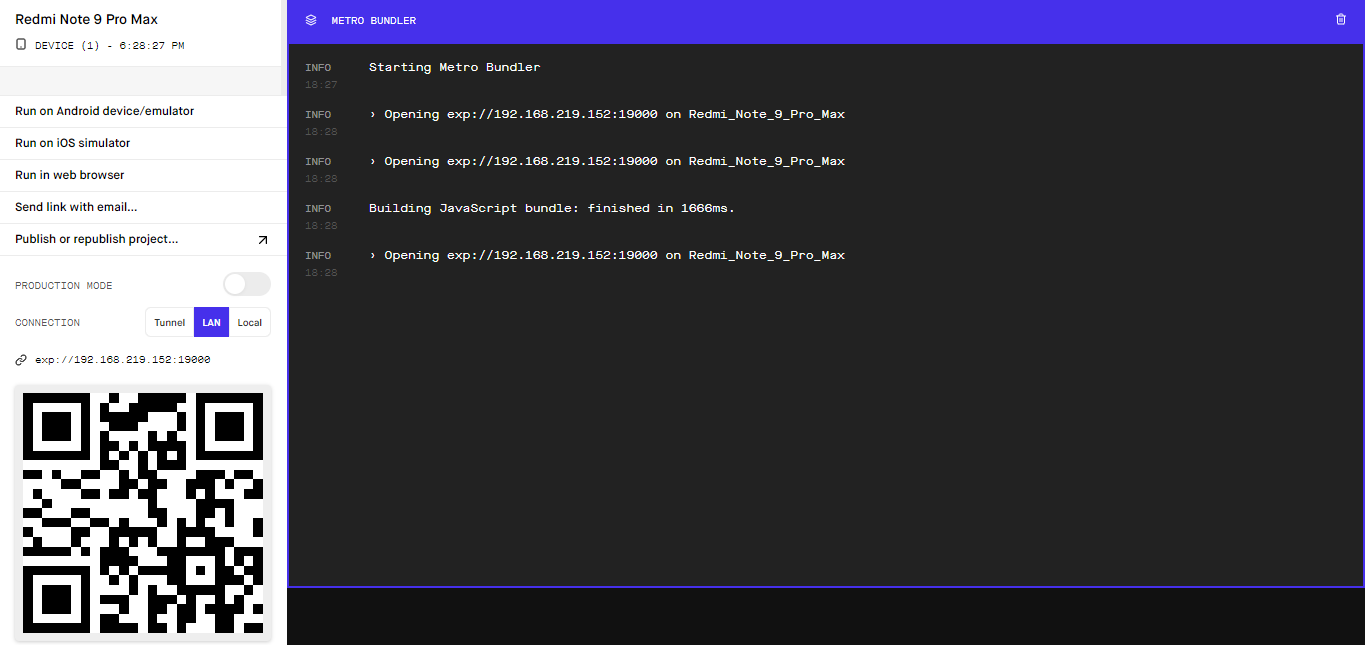 Redmi Note 9 Pro Max
DEVICE (1) - 6:28:27 PM
Run on Android device/emulator
Run on iOS simulator
Run in web browser
Send link with email...
Publish or republish project...
PRODUCTION MODE
CONNECTION
Tunnel
LAN
Local
exp://192.168.219.152:19000
METRO BUNDLER
INFO Starting Metro Bundler
18:27
INFO › Opening exp://192.168.219.152:19000 on Redmi_Note_9_Pro_Max
18:28
INFO › Opening exp://192.168.219.152:19000 on Redmi_Note_9_Pro_Max
18:28
INFO Building JavaScript bundle: finished in 1666ms.
18:28
INFO › Opening exp://192.168.219.152:19000 on Redmi_Note_9_Pro_Max
18:28